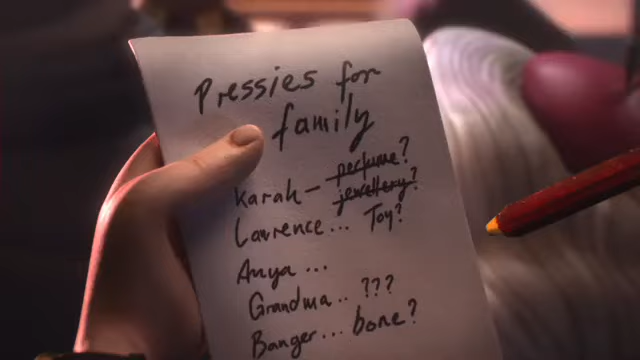 Pressies for
family
Karah – perfume?
jewellery?
Lawrence... Toy?
Anya ...
Grandma.. ???
Banger... bone?